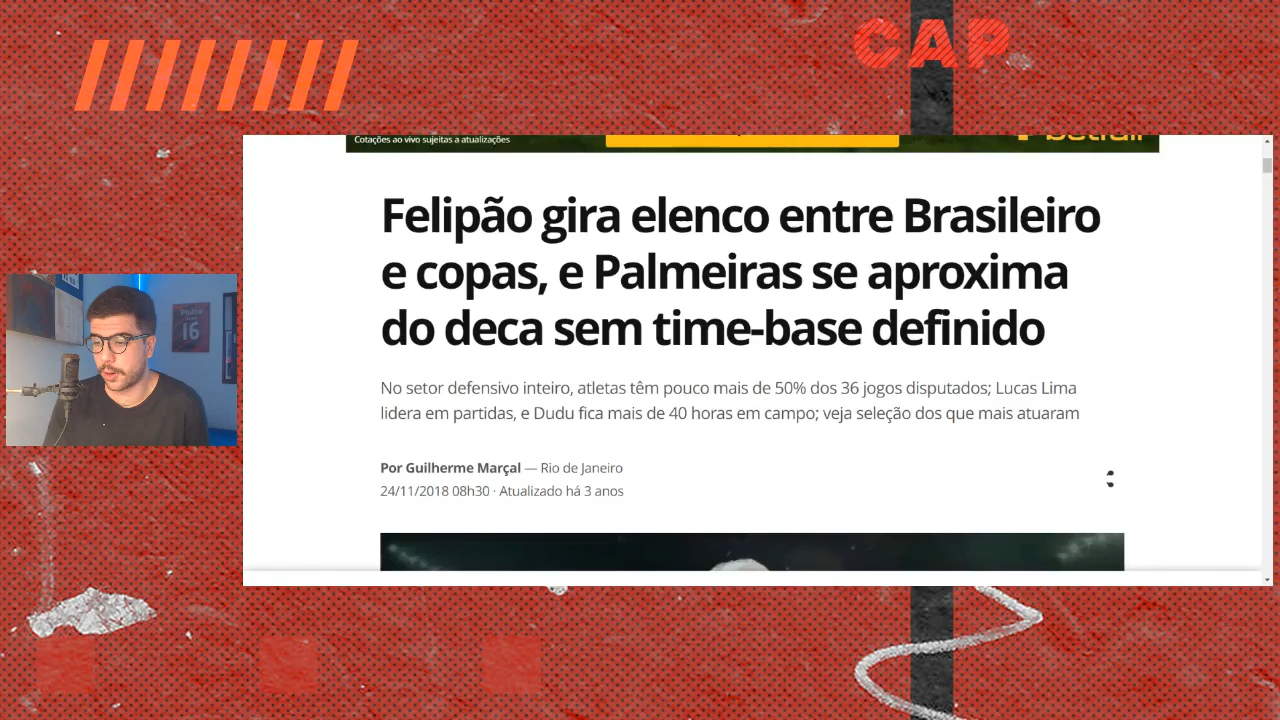 CAP
Cotações ao vivo sujeitas a atualizações
betfair
Felipão gira elenco entre Brasileiro
e copas, e Palmeiras se aproxima
do deca sem time-base definido
No setor defensivo inteiro, atletas têm pouco mais de 50% dos 36 jogos disputados; Lucas Lima
lidera em partidas, e Dudu fica mais de 40 horas em campo; veja seleção dos que mais atuaram
Por Guilherme Marçal — Rio de Janeiro
24/11/2018 08h30 · Atualizado há 3 anos
16